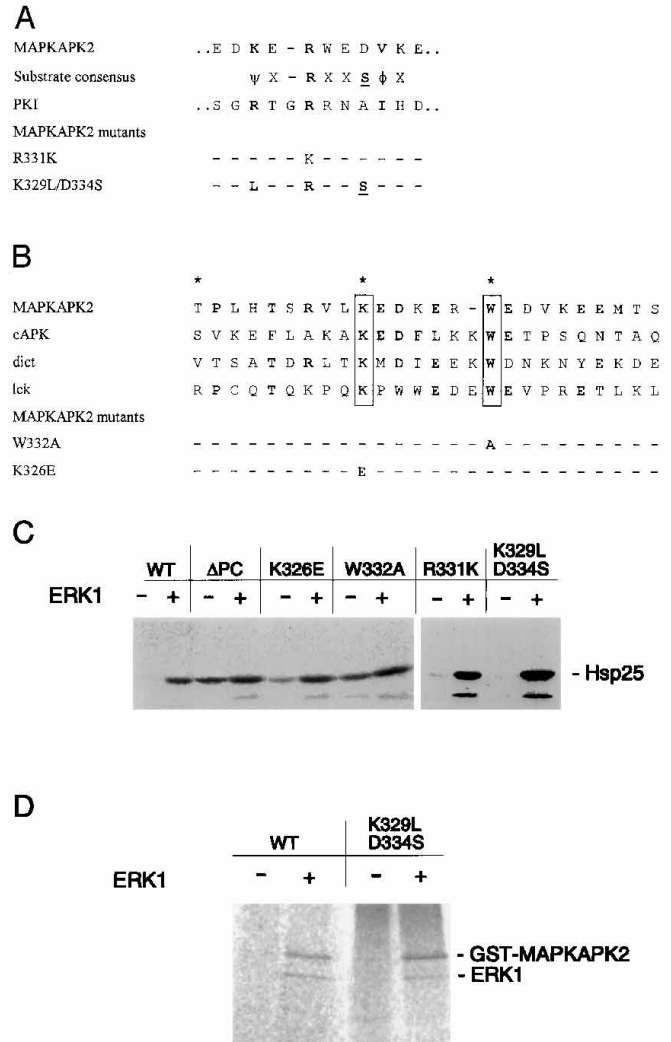 A
MAPKAPK2 ..E D K E - R W E D V K E..
Substrate consensus ψ X - R X X S ϕ X
PKI ..S G R T G R R N A I H D..
MAPKAPK2 mutants
R331K - - - - - K - - - - -
K329L/D334S - - L - - R - - S - - -
B
* * *
MAPKAPK2 T P L H T S R V L K E D K E R - W E D V K E E M T S
cAPK S V K E F L A K A K E D F L K K W E T P S Q N T A Q
dict V T S A T D R L T K M D I E E K W D N K N Y E K D E
lck R P C Q T Q K P Q K P W W E D E W E V P R E T L K L
MAPKAPK2 mutants
W332A - - - - - - - - - - - - - - - - A - - - - - - - - -
K326E - - - - - - - - - E - - - - - - - - - - - - - - - -
C
WT ΔPC K326E W332A R331K K329L D334S
ERK1 - + - + - + - + - + - +
- Hsp25
D
WT K329L D334S
ERK1 - + - +
- GST-MAPKAPK2
- ERK1